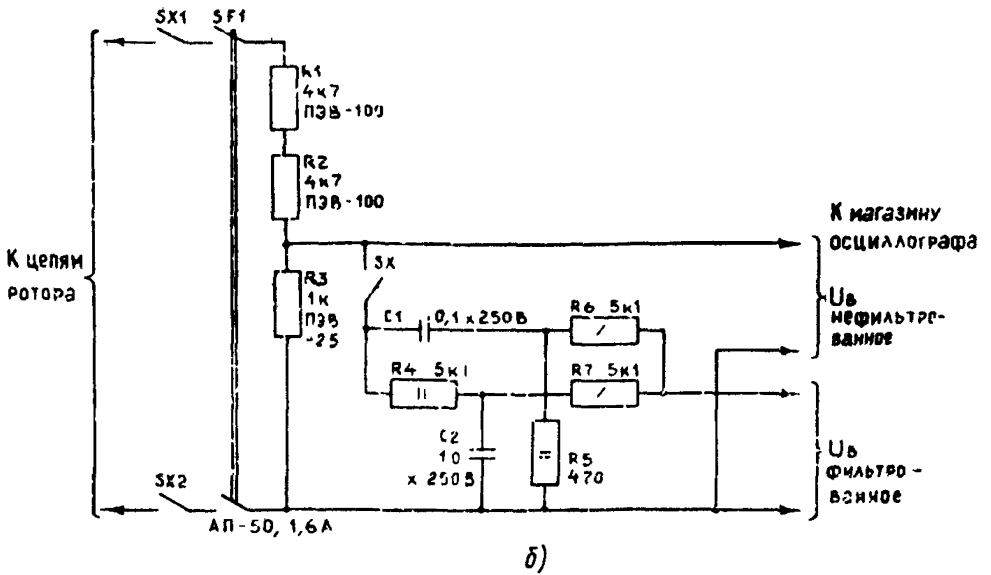 SX1 SF1
R1
4к7
ПЭВ-100
R2
4к7
ПЭВ-100
К магазину
осциллографа
К цепям
ротора
SX
R3
1к
ПЭВ
-25
C1 0,1 x 250 В
R6 5к1
Uв
нефильтро-
ванное
R4 5к1
R7 5к1
C2
10
x 250 В
R5
470
Uв
фильтро-
ванное
SX2
АП-50, 1,6А
б)